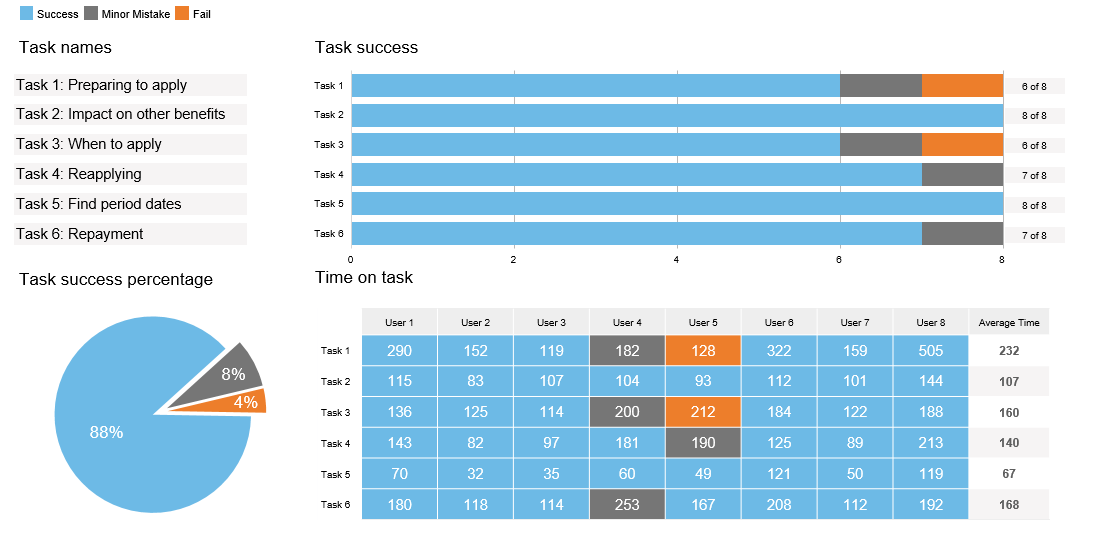 Success Minor Mistake Fail
Task names
Task 1: Preparing to apply
Task 2: Impact on other benefits
Task 3: When to apply
Task 4: Reapplying
Task 5: Find period dates
Task 6: Repayment
Task success
Task 1 6 of 8
Task 2 8 of 8
Task 3 6 of 8
Task 4 7 of 8
Task 5 8 of 8
Task 6 7 of 8
0 2 4 6 8
Task success percentage
8%
4%
88%
Time on task
User 1 User 2 User 3 User 4 User 5 User 6 User 7 User 8 Average Time
Task 1 290 152 119 182 128 322 159 505 232
Task 2 115 83 107 104 93 112 101 144 107
Task 3 136 125 114 200 212 184 122 188 160
Task 4 143 82 97 181 190 125 89 213 140
Task 5 70 32 35 60 49 121 50 119 67
Task 6 180 118 114 253 167 208 112 192 168